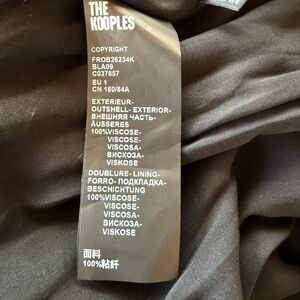 THE
KOOPLES
COPYRIGHT
FROB26234K
BLA09
C037857
EU 1
CN 160/84A
EXTERIEUR-
OUTSHELL- EXTERIOR-
ВНЕШНЯЯ ЧАСТЬ-
ÄUSSERES
100%VISCOSE-
VISCOSE-
VISCOSA-
ВИСКОЗА-
VISKOSE
DOUBLURE- LINING-
FORRO- ПОДКЛАДКА-
BESCHICHTUNG
100%VISCOSE-
VISCOSE-
VISCOSA-
ВИСКОЗА-
VISKOSE
面料
100%粘纤